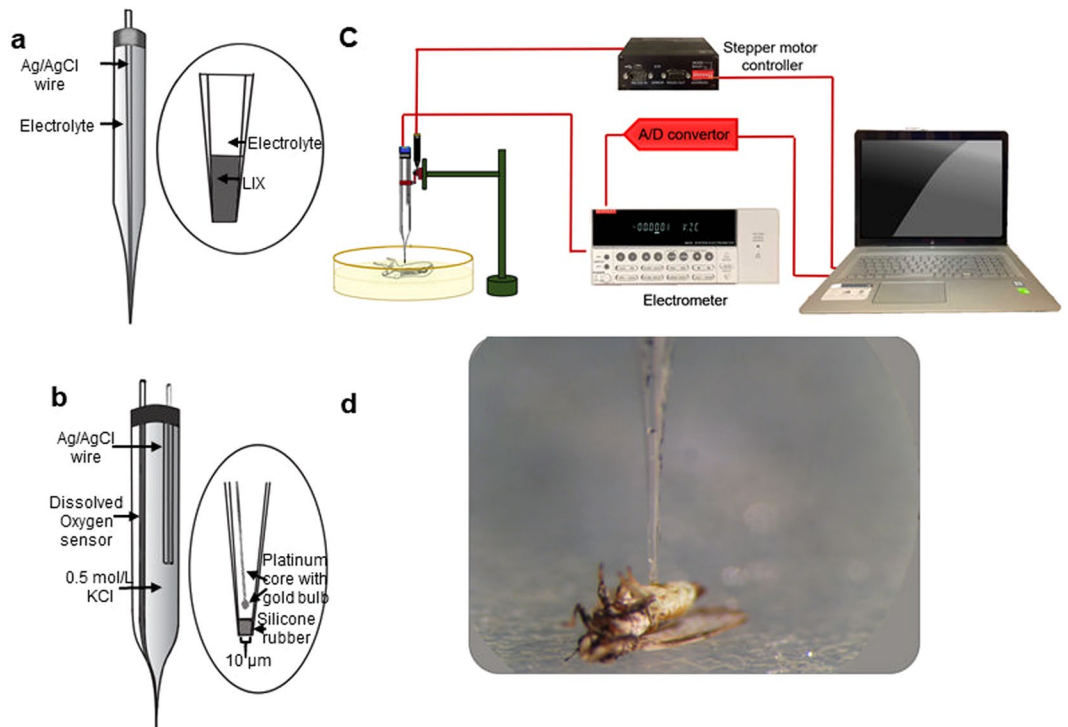 a
Ag/AgCl
wire
Electrolyte
Electrolyte
LIX
b
Ag/AgCl
wire
Dissolved
Oxygen
sensor
0.5 mol/L
KCl
Platinum
core with
gold bulb
Silicone
rubber
10 µm
C
Stepper motor
controller
A/D convertor
Electrometer
d